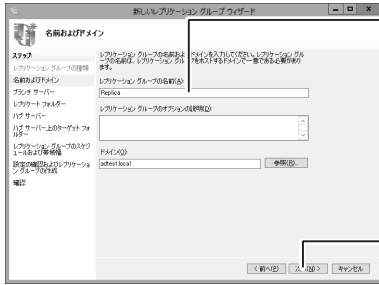 新しいレプリケーション グループ ウィザード
名前およびドメイン
ステップ:
レプリケーション グループの種類
名前およびドメイン
ブランチ サーバー
レプリケート フォルダー
ハブ サーバー
ハブ サーバー上のターゲット フォ
ルダー
レプリケーション グループのスケジ
ュールおよび帯域幅
設定の確認およびレプリケーショ
ン グループの作成
確認
レプリケーション グループの名前およ
ドメインを入力してください。レプリケーション グル
ープの名前は、レプリケーション グル
プをホストするドメインで一意である必要があり
ます。
レプリケーション グループの名前(A):
Replica
レプリケーション グループのオプションの
説明(D):
ドメイン(O):
adtest.local
参照(R)...
< 前へ(P)
(N) >
キャンセル